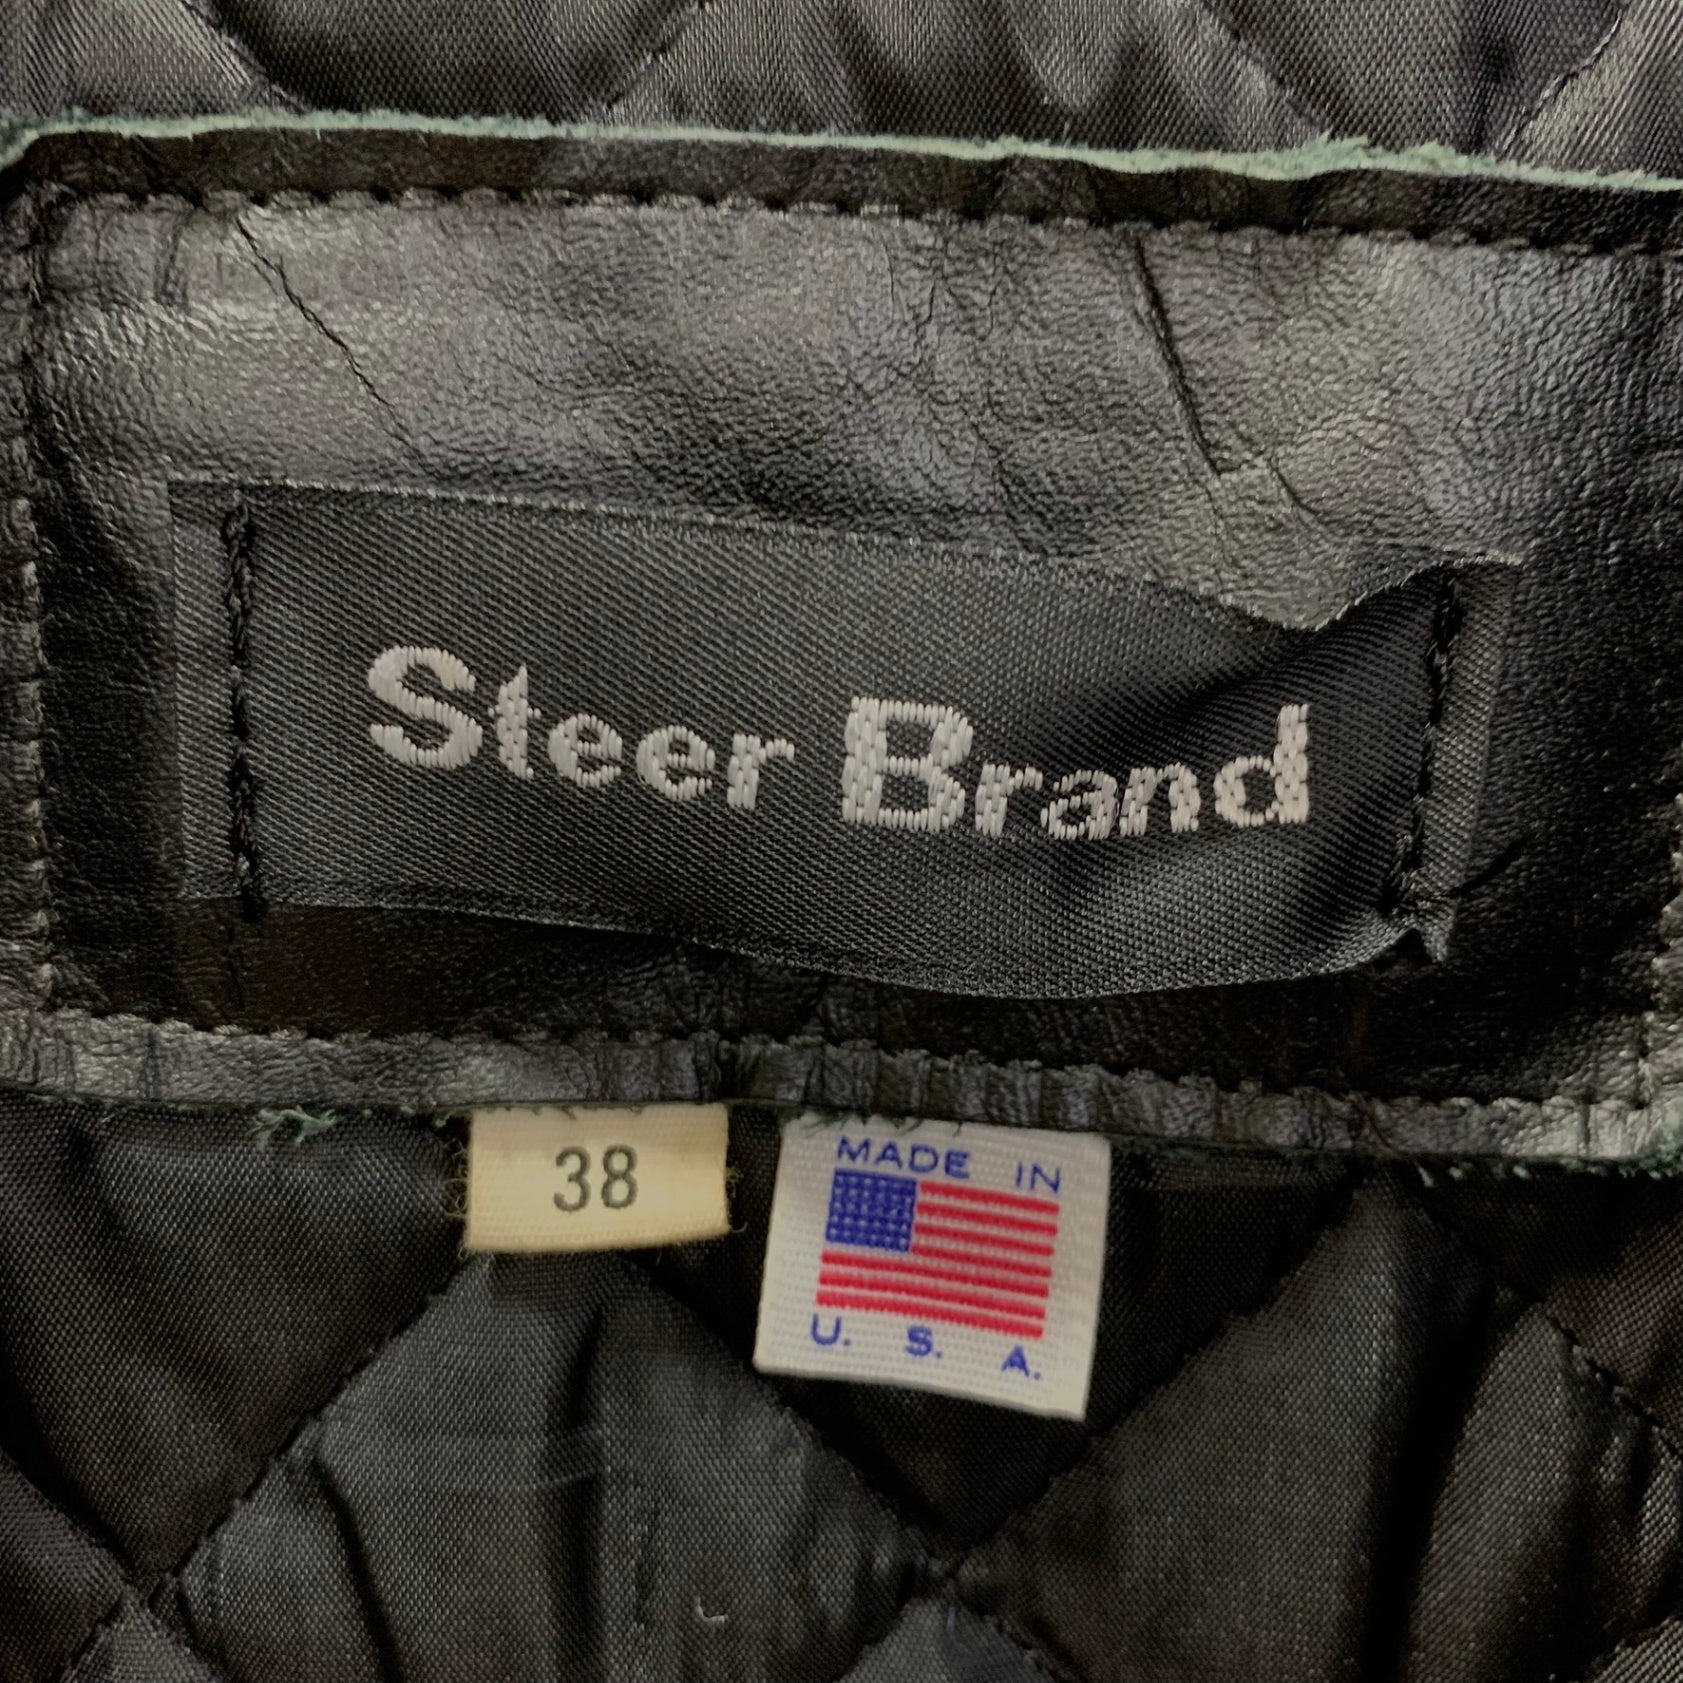 Steer Brand
38
MADE IN
U. S. A.